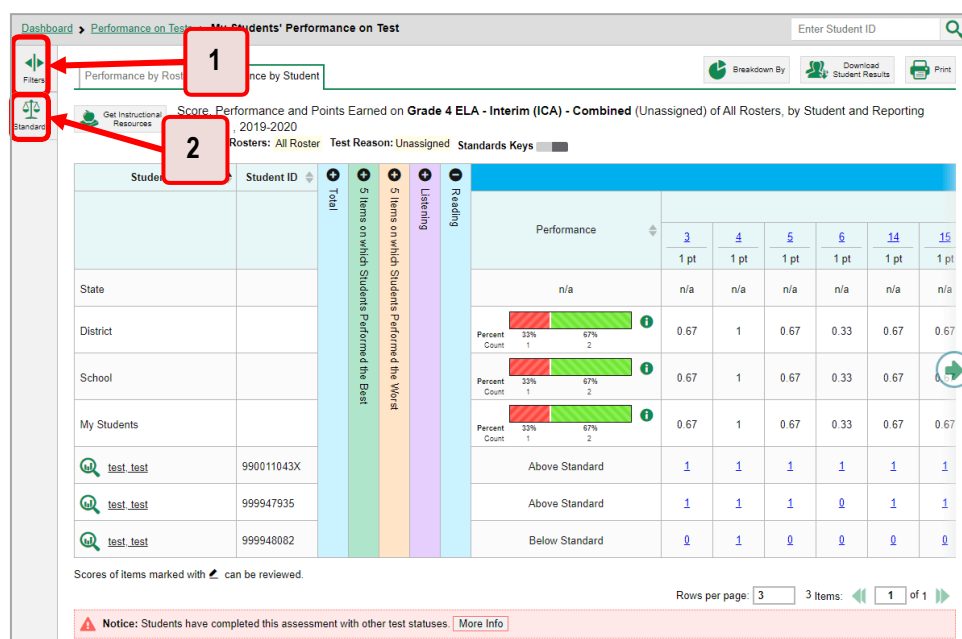 Dashboard > Performance on Tests > My Students' Performance on Test
Enter Student ID
Filters
Standard
1
2
Performance by Student
Breakdown By
Download
Student Results
Print
Get Instructional
Resources
Score, Performance and Points Earned on Grade 4 ELA - Interim (ICA) - Combined (Unassigned) of All Rosters, by Student and Reporting
, 2019-2020
Rosters: All Roster Test Reason: Unassigned Standards Keys
Student ID
Total
5 Items on which Students Performed the Best
5 Items on which Students Performed the Worst
Listening
Reading
Performance
3 4 5 6 14 15
1 pt 1 pt 1 pt 1 pt 1 pt 1 pt
State n/a n/a n/a n/a n/a n/a n/a
District Percent 33% 67% 0.67 1 0.67 0.33 0.67 0.67
Count 1 2
School Percent 33% 67% 0.67 1 0.67 0.33 0.67
Count 1 2
My Students Percent 33% 67% 0.67 1 0.67 0.33 0.67 0.67
Count 1 2
test, test 990011043X Above Standard 1 1 1 1 1 1
test, test 999947935 Above Standard 1 1 1 0 1 1
test, test 999948082 Below Standard 0 1 0 0 0 0
Scores of items marked with can be reviewed.
Rows per page: 3 3 Items: 1 of 1
Notice: Students have completed this assessment with other test statuses. More Info